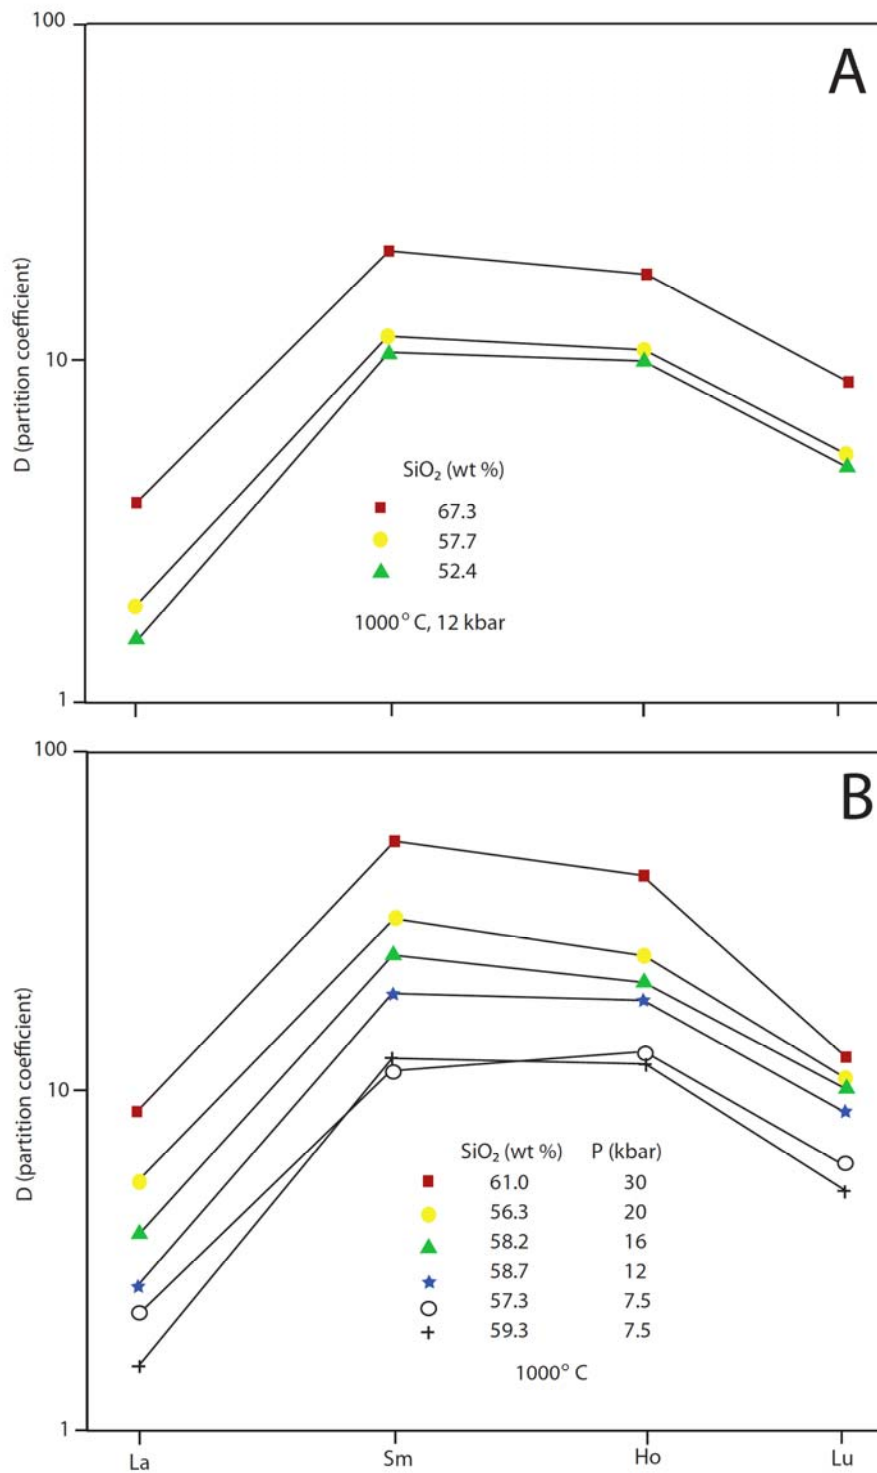 100
A
D (partition coefficient)
10
SiO₂ (wt %)
67.3
57.7
52.4
1000° C, 12 kbar
1
100
B
D (partition coefficient)
10
SiO₂ (wt %) P (kbar)
61.0 30
56.3 20
58.2 16
58.7 12
57.3 7.5
59.3 7.5
1000° C
1
La Sm Ho Lu